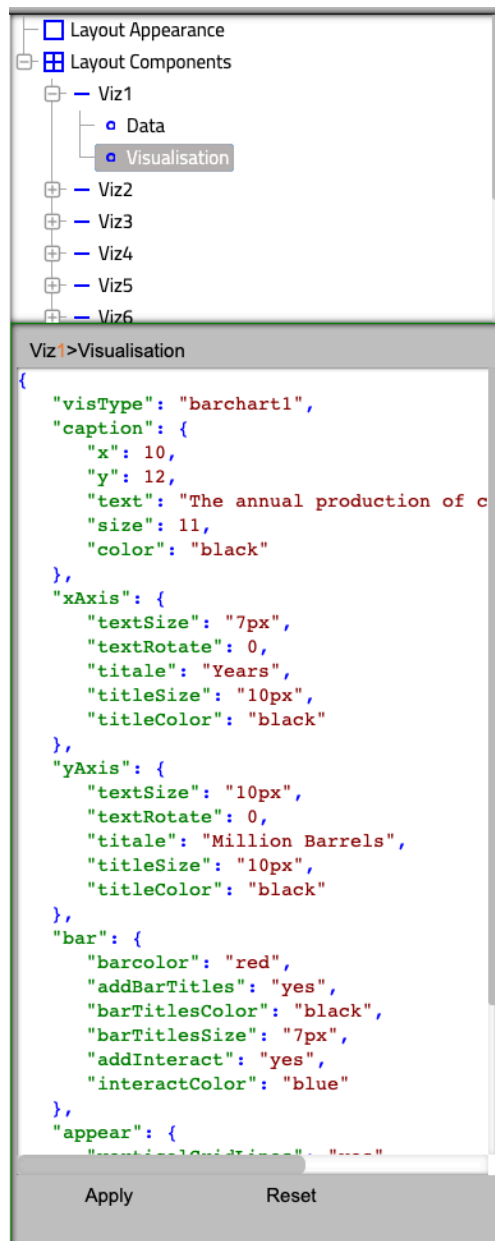 Layout Appearance
Layout Components
Viz1
Data
Visualisation
Viz2
Viz3
Viz4
Viz5
Viz6
Viz1>Visualisation
{
"visType": "barchart1",
"caption": {
"x": 10,
"y": 12,
"text": "The annual production of c
"size": 11,
"color": "black"
},
"xAxis": {
"textSize": "7px",
"textRotate": 0,
"titale": "Years",
"titleSize": "10px",
"titleColor": "black"
},
"yAxis": {
"textSize": "10px",
"textRotate": 0,
"titale": "Million Barrels",
"titleSize": "10px",
"titleColor": "black"
},
"bar": {
"barcolor": "red",
"addBarTitles": "yes",
"barTitlesColor": "black",
"barTitlesSize": "7px",
"addInteract": "yes",
"interactColor": "blue"
},
"appear": {
Apply Reset